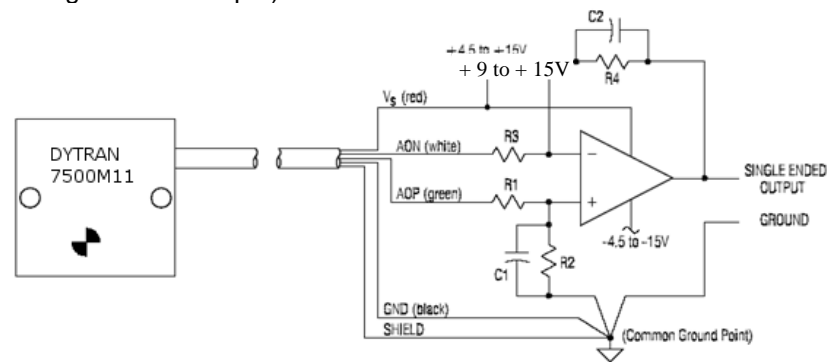 C2
+4.5 to +15V
+ 9 to + 15V
R4
VS (red)
DYTRAN
7500M11
AON (white)
R3
−
SINGLE ENDED
OUTPUT
AOP (green)
R1
+
GROUND
-4.5 to -15V
C1
R2
GND (black)
SHIELD
(Common Ground Point)